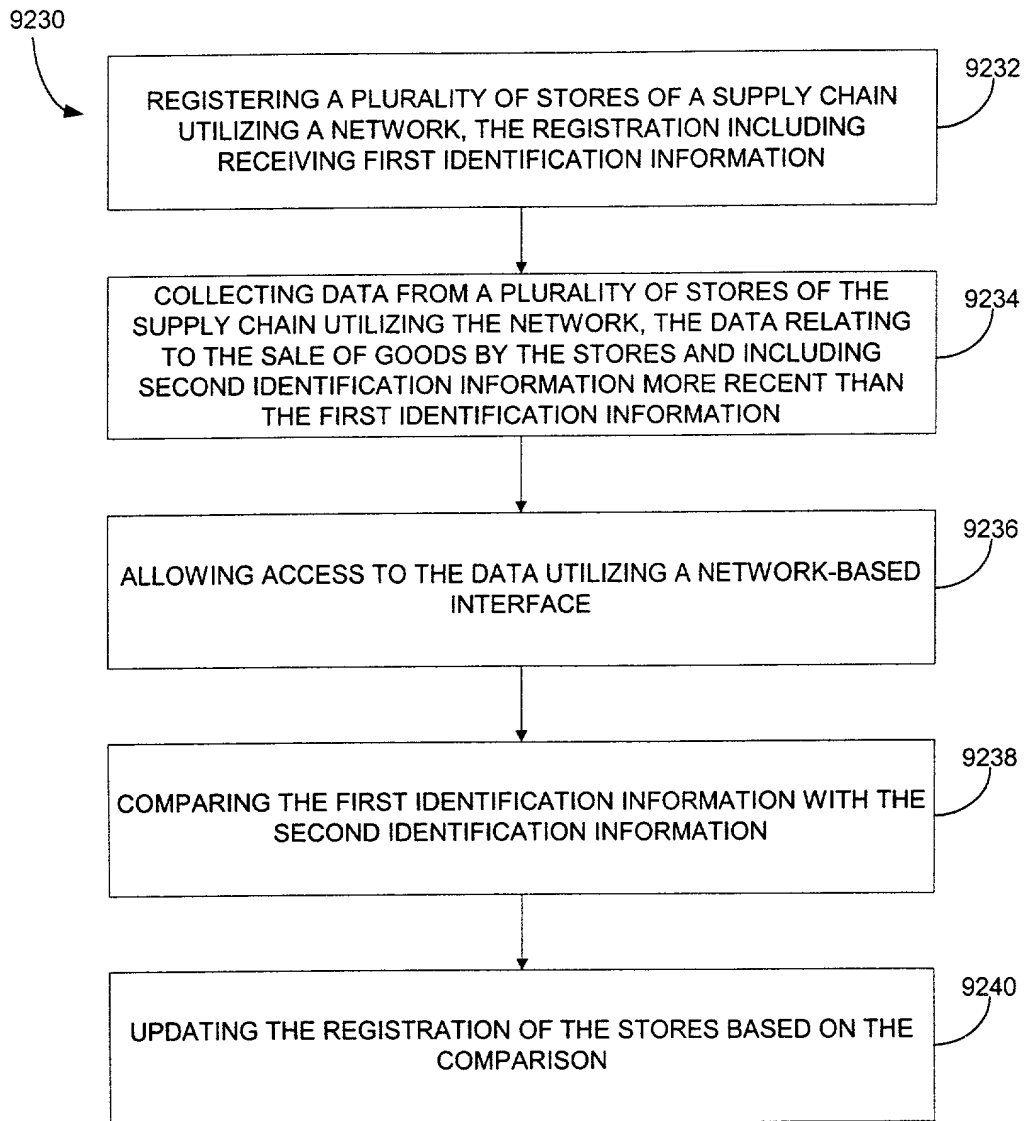 9230
9232
REGISTERING A PLURALITY OF STORES OF A SUPPLY CHAIN
UTILIZING A NETWORK, THE REGISTRATION INCLUDING
RECEIVING FIRST IDENTIFICATION INFORMATION
9234
COLLECTING DATA FROM A PLURALITY OF STORES OF THE
SUPPLY CHAIN UTILIZING THE NETWORK, THE DATA RELATING
TO THE SALE OF GOODS BY THE STORES AND INCLUDING
SECOND IDENTIFICATION INFORMATION MORE RECENT THAN
THE FIRST IDENTIFICATION INFORMATION
9236
ALLOWING ACCESS TO THE DATA UTILIZING A NETWORK-BASED
INTERFACE
9238
COMPARING THE FIRST IDENTIFICATION INFORMATION WITH THE
SECOND IDENTIFICATION INFORMATION
9240
UPDATING THE REGISTRATION OF THE STORES BASED ON THE
COMPARISON